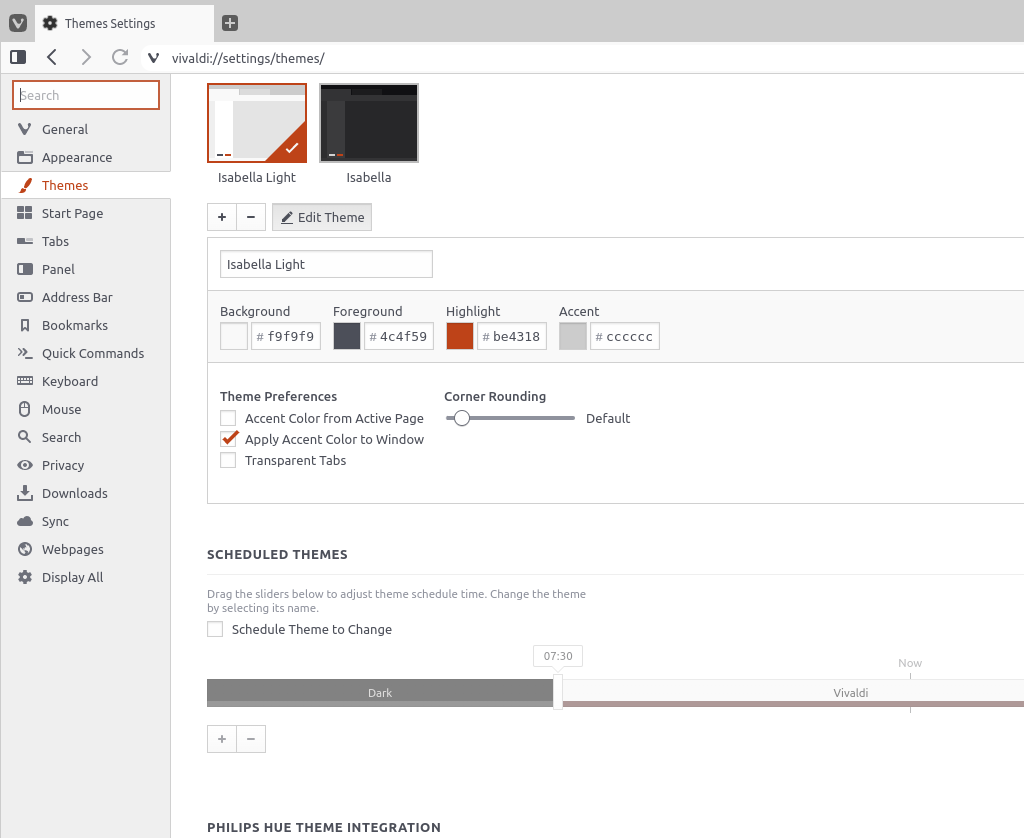 Themes Settings
vivaldi://settings/themes/
Search
General
Appearance
Themes
Start Page
Tabs
Panel
Address Bar
Bookmarks
Quick Commands
Keyboard
Mouse
Search
Privacy
Downloads
Sync
Webpages
Display All
Isabella Light
Isabella
+ −
Edit Theme
Isabella Light
Background
Foreground
Highlight
Accent
# f9f9f9
# 4c4f59
# be4318
# cccccc
Theme Preferences
Accent Color from Active Page
Apply Accent Color to Window
Transparent Tabs
Corner Rounding
Default
SCHEDULED THEMES
Drag the sliders below to adjust theme schedule time. Change the theme
by selecting its name.
Schedule Theme to Change
07:30
Now
Dark
Vivaldi
+ −
PHILIPS HUE THEME INTEGRATION